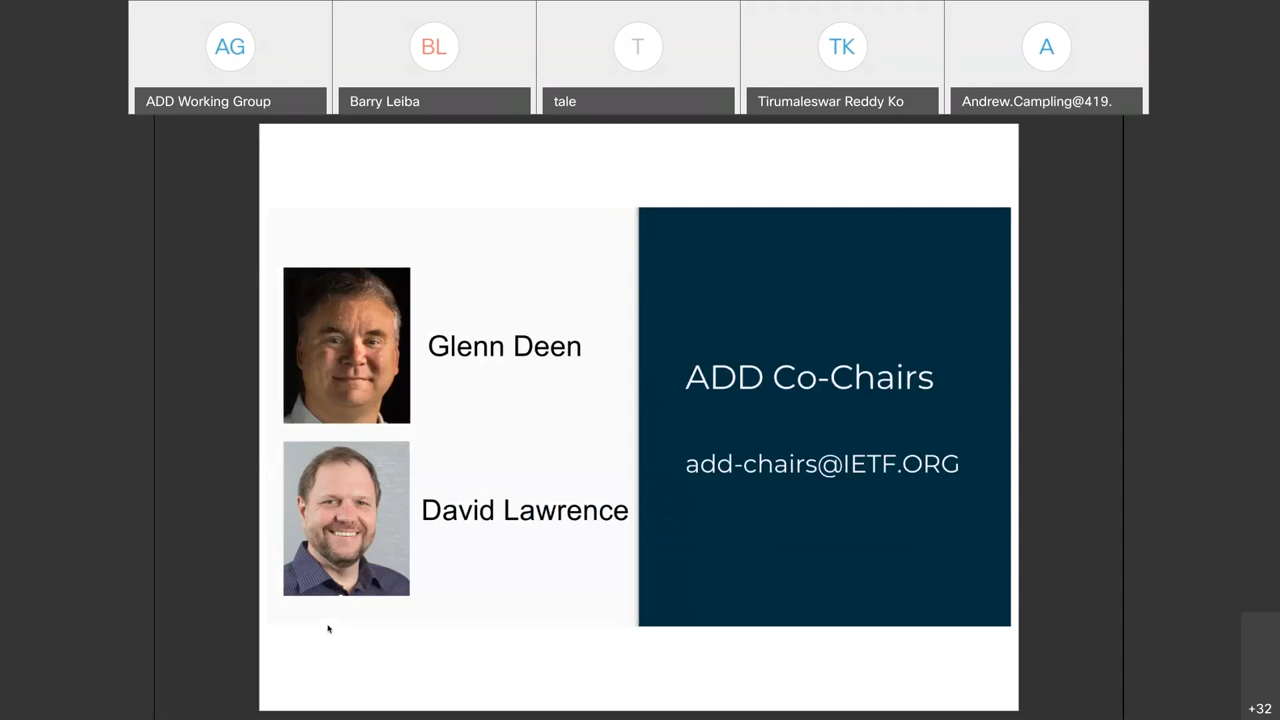 AG
BL
T
TK
A
ADD Working Group
Barry Leiba
tale
Tirumaleswar Reddy Ko
Andrew.Campling@419.
Glenn Deen
David Lawrence
ADD Co-Chairs
add-chairs@IETF.ORG
+32